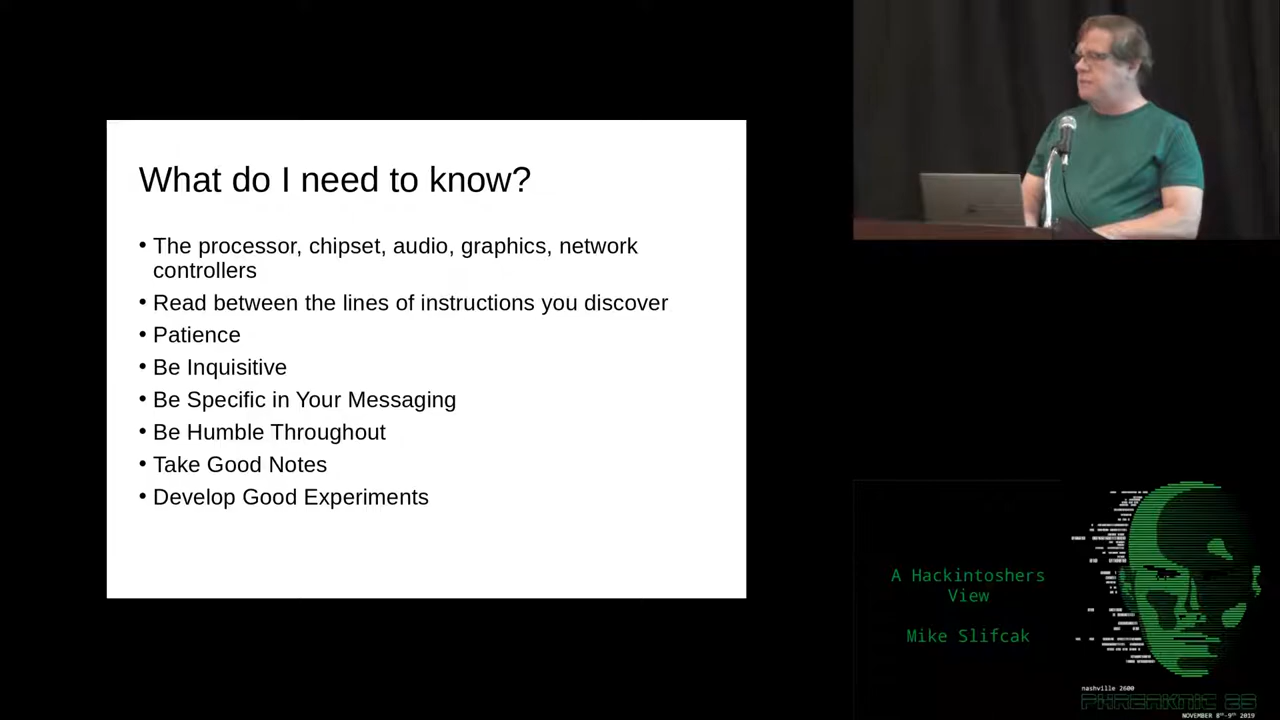 What do I need to know?
• The processor, chipset, audio, graphics, network
controllers
• Read between the lines of instructions you discover
• Patience
• Be Inquisitive
• Be Specific in Your Messaging
• Be Humble Throughout
• Take Good Notes
• Develop Good Experiments
A Hackintoshers
View
Mike Slifcak
nashville 2600
PHREAKNIC 23
NOVEMBER 8th-9th 2019